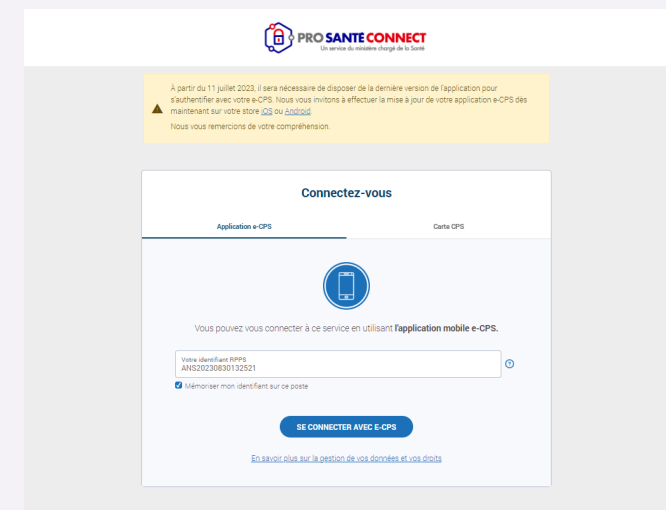 PRO SANTE CONNECT
Un service du ministère chargé de la Santé
À partir du 11 juillet 2023, il sera nécessaire de disposer de la dernière version de l'application pour
s'authentifier avec votre e-CPS. Nous vous invitons à effectuer la mise à jour de votre application e-CPS dès
maintenant sur votre store iOS ou Android.
Nous vous remercions de votre compréhension.
Connectez-vous
Application e-CPS
Carte CPS
Vous pouvez vous connecter à ce service en utilisant l'application mobile e-CPS.
Votre identifiant RPPS
ANS20230830132521
?
Mémoriser mon identifiant sur ce poste
SE CONNECTER AVEC E-CPS
En savoir plus sur la gestion de vos données et vos droits